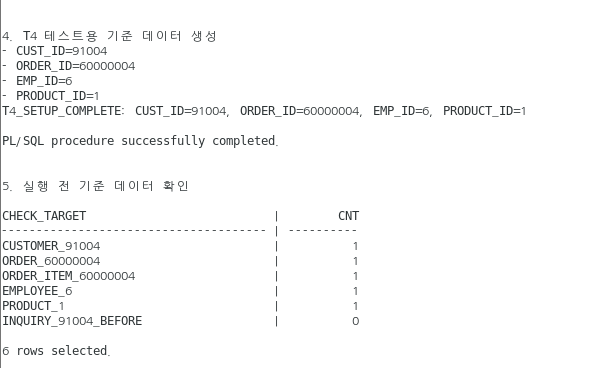 4. T4 테스트용 기준 데이터 생성
- CUST_ID=91004
- ORDER_ID=60000004
- EMP_ID=6
- PRODUCT_ID=1
T4_SETUP_COMPLETE: CUST_ID=91004, ORDER_ID=60000004, EMP_ID=6, PRODUCT_ID=1
PL/SQL procedure successfully completed.
5. 실행 전 기준 데이터 확인
CHECK_TARGET | CNT
-------------------------------------- | ----------
CUSTOMER_91004 | 1
ORDER_60000004 | 1
ORDER_ITEM_60000004 | 1
EMPLOYEE_6 | 1
PRODUCT_1 | 1
INQUIRY_91004_BEFORE | 0
6 rows selected.